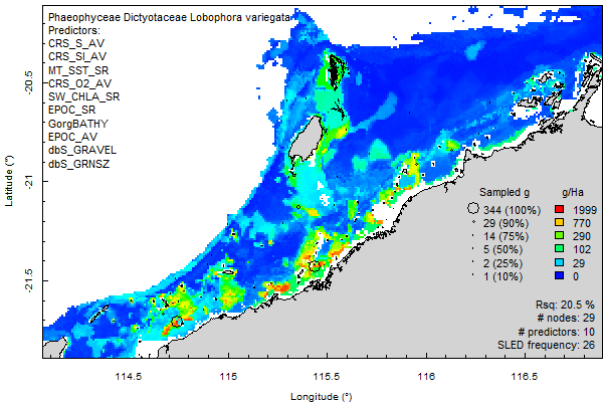 Phaeophyceae Dictyotaceae Lobophora variegata
Predictors:
CRS_S_AV
CRS_SI_AV
MT_SST_SR
CRS_O2_AV
SW_CHLA_SR
EPOC_SR
GorgBATHY
EPOC_AV
dbS_GRAVEL
dbS_GRNSZ
-20.5
-21
-21.5
Latitude (°)
Sampled g g/Ha
344 (100%) 1999
29 (90%) 770
14 (75%) 290
5 (50%) 102
2 (25%) 29
1 (10%) 0
Rsq: 20.5 %
# nodes: 29
# predictors: 10
SLED frequency: 26
114.5 115 115.5 116 116.5
Longitude (°)